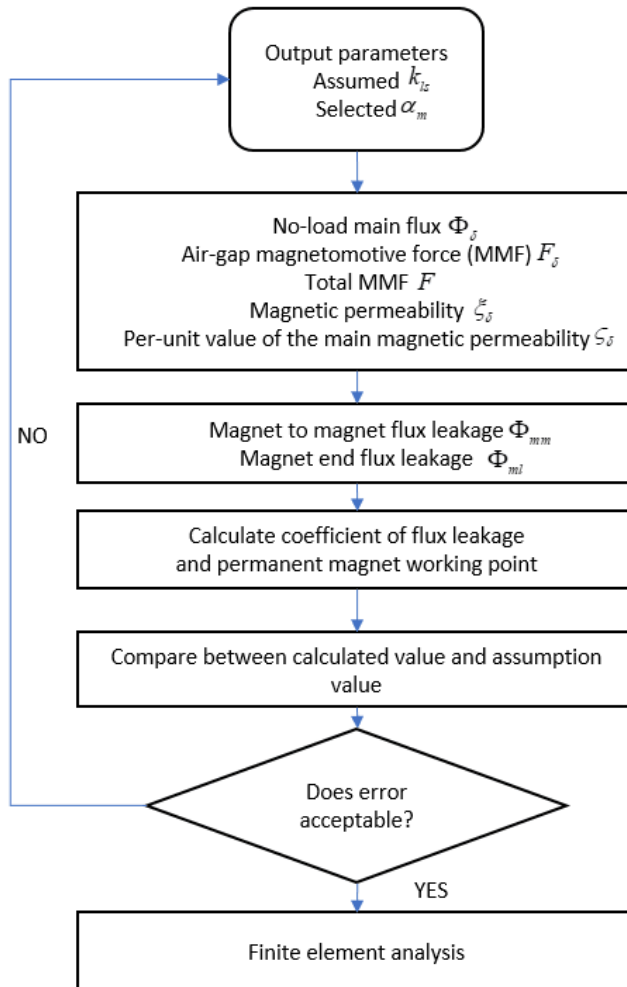 Output parameters
Assumed k_ls
Selected α_m
No-load main flux Φ_δ
Air-gap magnetomotive force (MMF) F_δ
Total MMF F
Magnetic permeability ξ_δ
Per-unit value of the main magnetic permeability ς_δ
NO
Magnet to magnet flux leakage Φ_mm
Magnet end flux leakage Φ_ml
Calculate coefficient of flux leakage
and permanent magnet working point
Compare between calculated value and assumption
value
Does error
acceptable?
YES
Finite element analysis